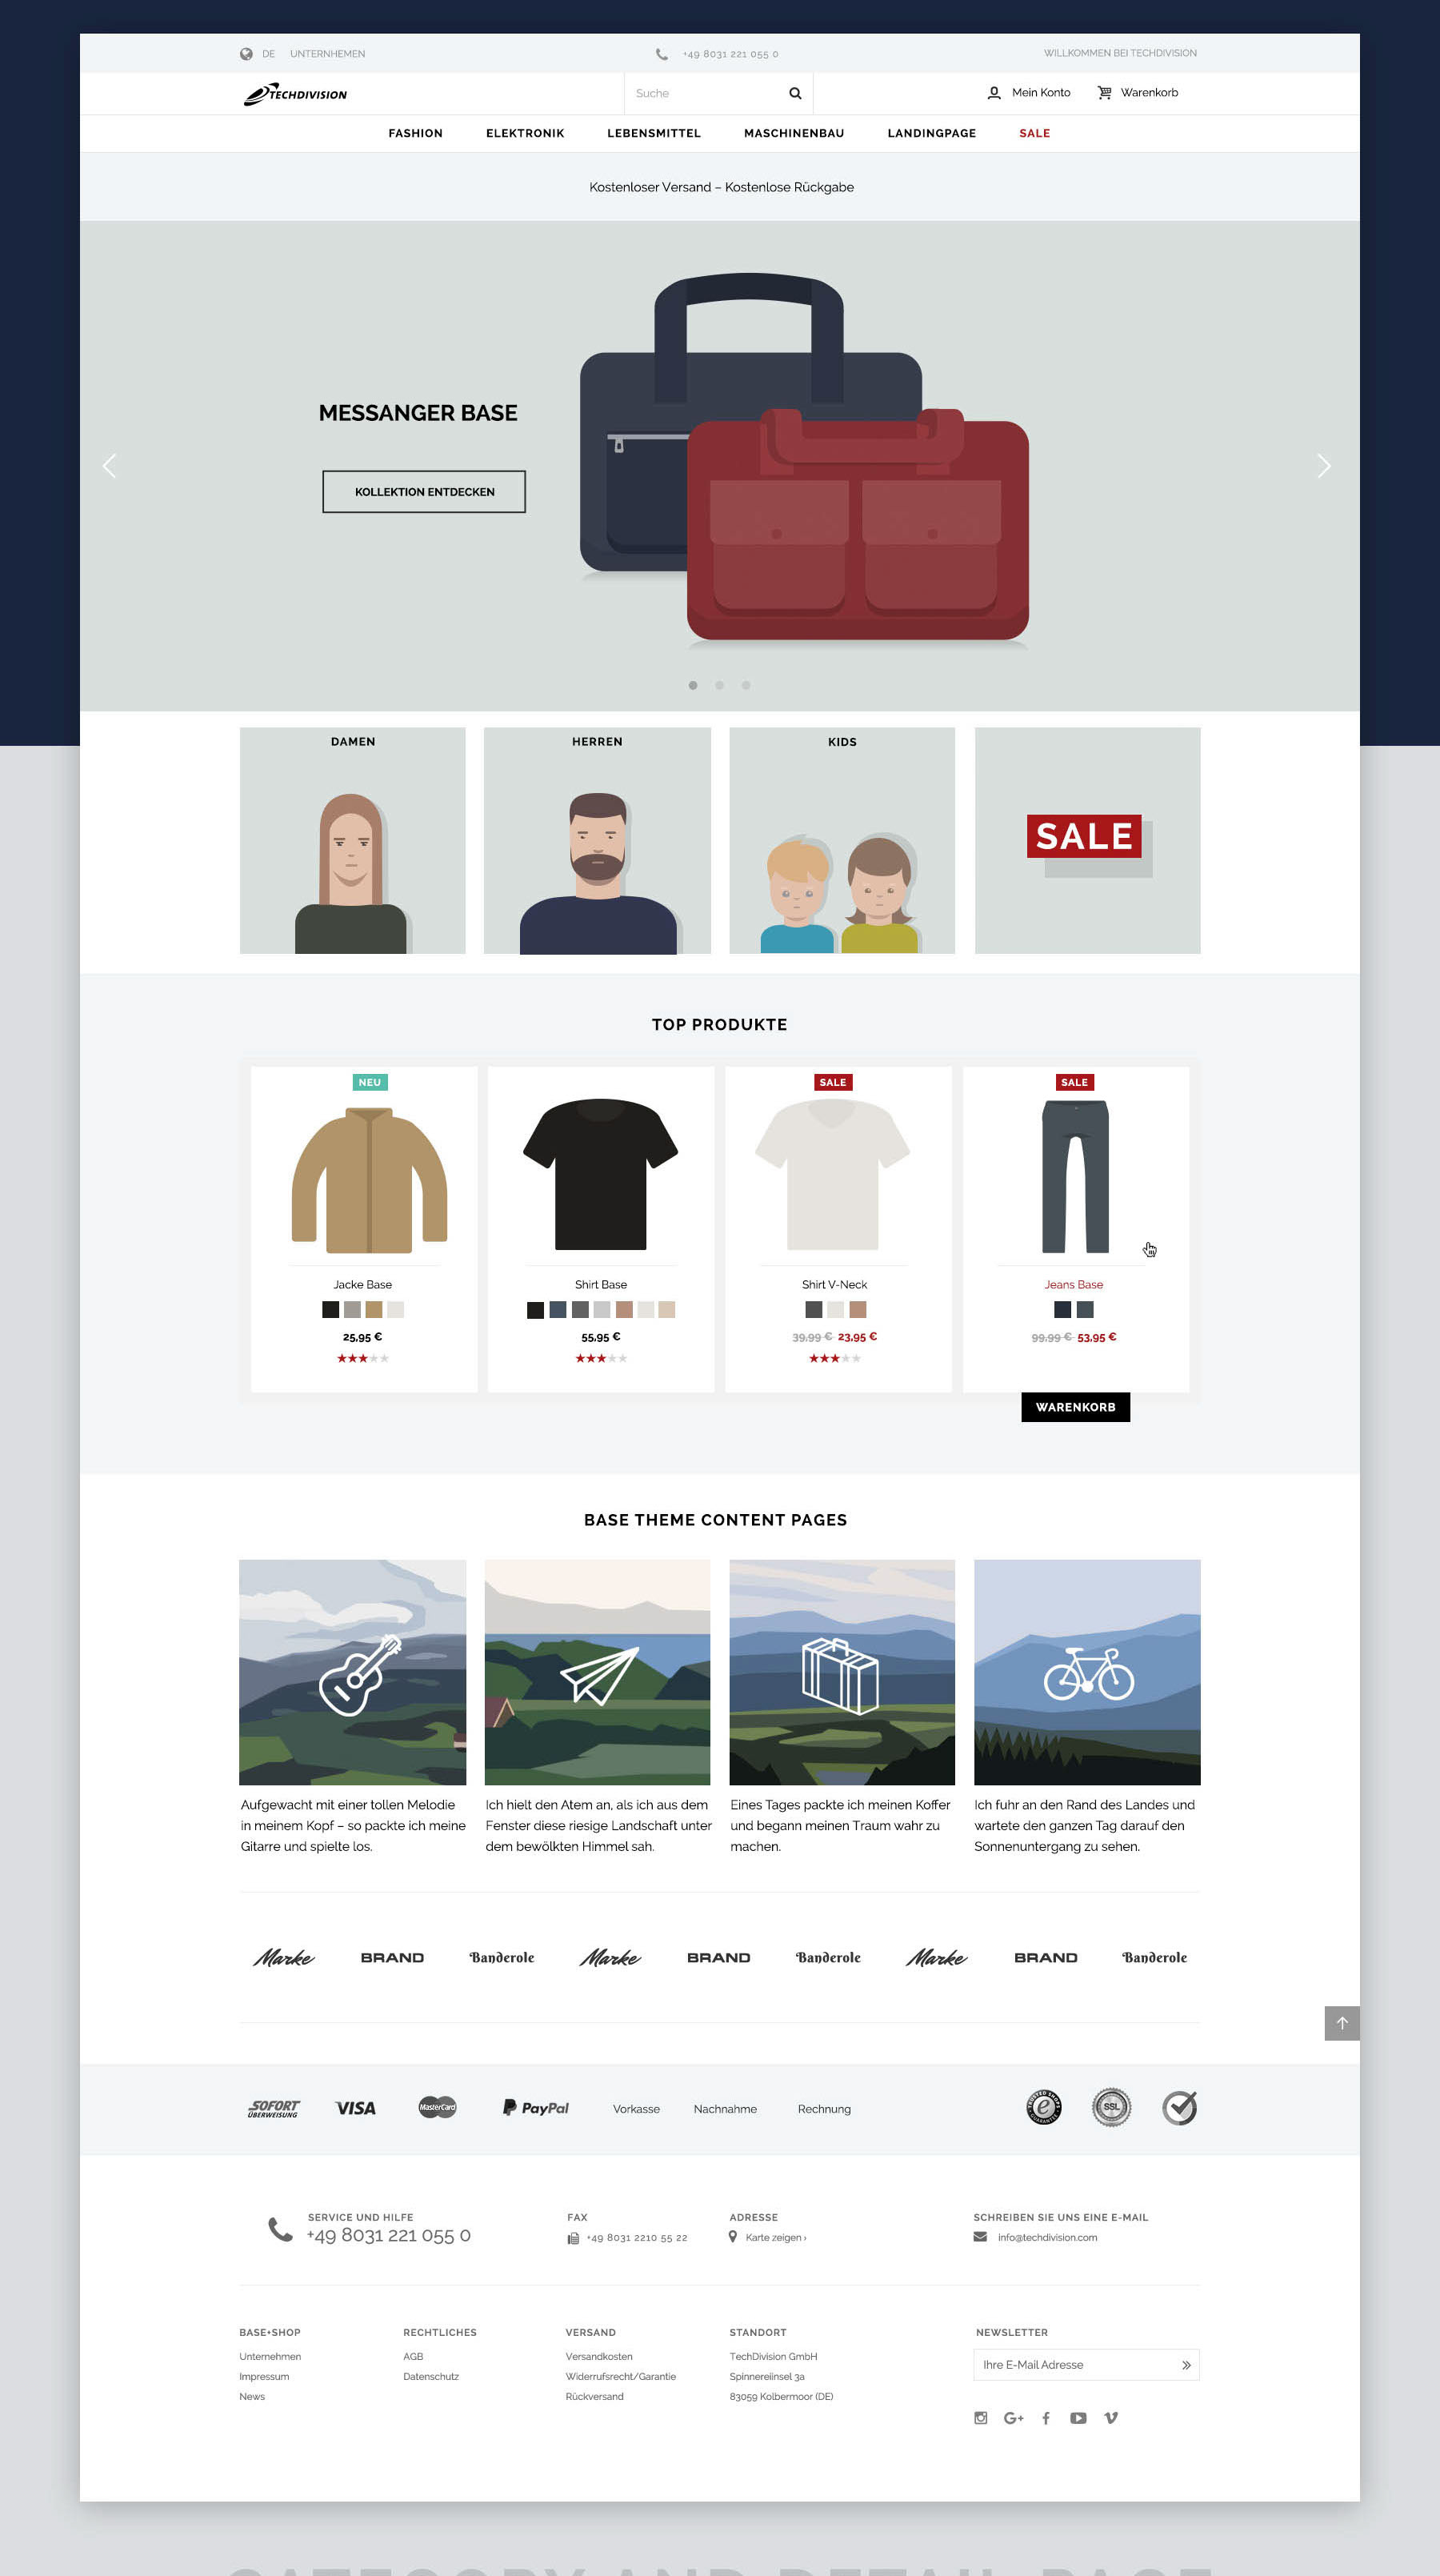 DE UNTERNHEMEN +49 8031 221 055 0 WILLKOMMEN BEI TECHDIVISION
TECHDIVISION Suche Mein Konto Warenkorb
FASHION ELEKTRONIK LEBENSMITTEL MASCHINENBAU LANDINGPAGE SALE
Kostenloser Versand – Kostenlose Rückgabe
MESSANGER BASE
KOLLEKTION ENTDECKEN
DAMEN HERREN KIDS
SALE
TOP PRODUKTE
NEU SALE SALE
Jacke Base Shirt Base Shirt V-Neck Jeans Base
25,95 € 55,95 € 39,99 € 23,95 € 99,99 € 53,95 €
WARENKORB
BASE THEME CONTENT PAGES
Aufgewacht mit einer tollen Melodie
in meinem Kopf – so packte ich meine
Gitarre und spielte los.
Ich hielt den Atem an, als ich aus dem
Fenster diese riesige Landschaft unter
dem bewölkten Himmel sah.
Eines Tages packte ich meinen Koffer
und begann meinen Traum wahr zu
machen.
Ich fuhr an den Rand des Landes und
wartete den ganzen Tag darauf den
Sonnenuntergang zu sehen.
Marke BRAND Banderole Marke BRAND Banderole Marke BRAND Banderole
SOFORT
ÜBERWEISUNG
VISA MasterCard PayPal Vorkasse Nachnahme Rechnung
TRUSTED SHOPS GUARANTEE e SSL
SERVICE UND HILFE
+49 8031 221 055 0
FAX
+49 8031 2210 55 22
ADRESSE
Karte zeigen ›
SCHREIBEN SIE UNS EINE E-MAIL
info@techdivision.com
BASE+SHOP
Unternehmen
Impressum
News
RECHTLICHES
AGB
Datenschutz
VERSAND
Versandkosten
Widerrufsrecht/Garantie
Rückversand
STANDORT
TechDivision GmbH
Spinnereiinsel 3a
83059 Kolbermoor (DE)
NEWSLETTER
Ihre E-Mail Adresse
G+ f
CATEGORY AND DETAIL PAGE